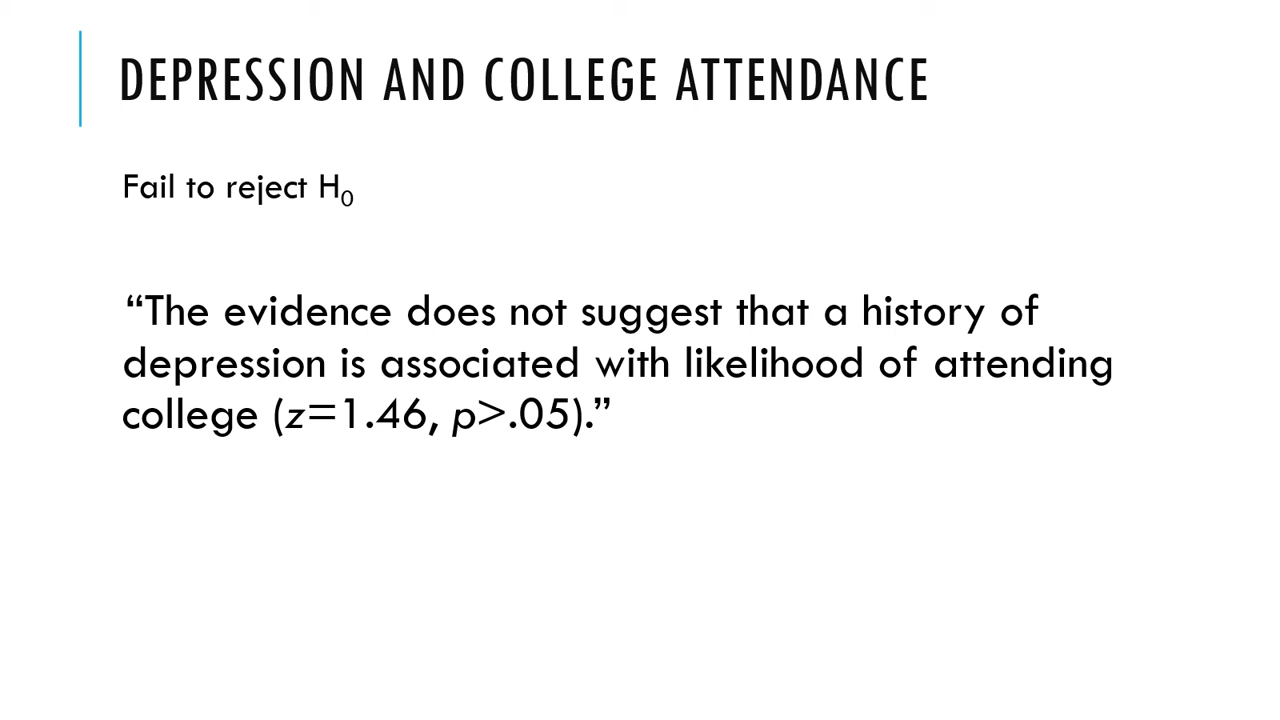 DEPRESSION AND COLLEGE ATTENDANCE
Fail to reject H₀
“The evidence does not suggest that a history of
depression is associated with likelihood of attending
college (z=1.46, p>.05).”